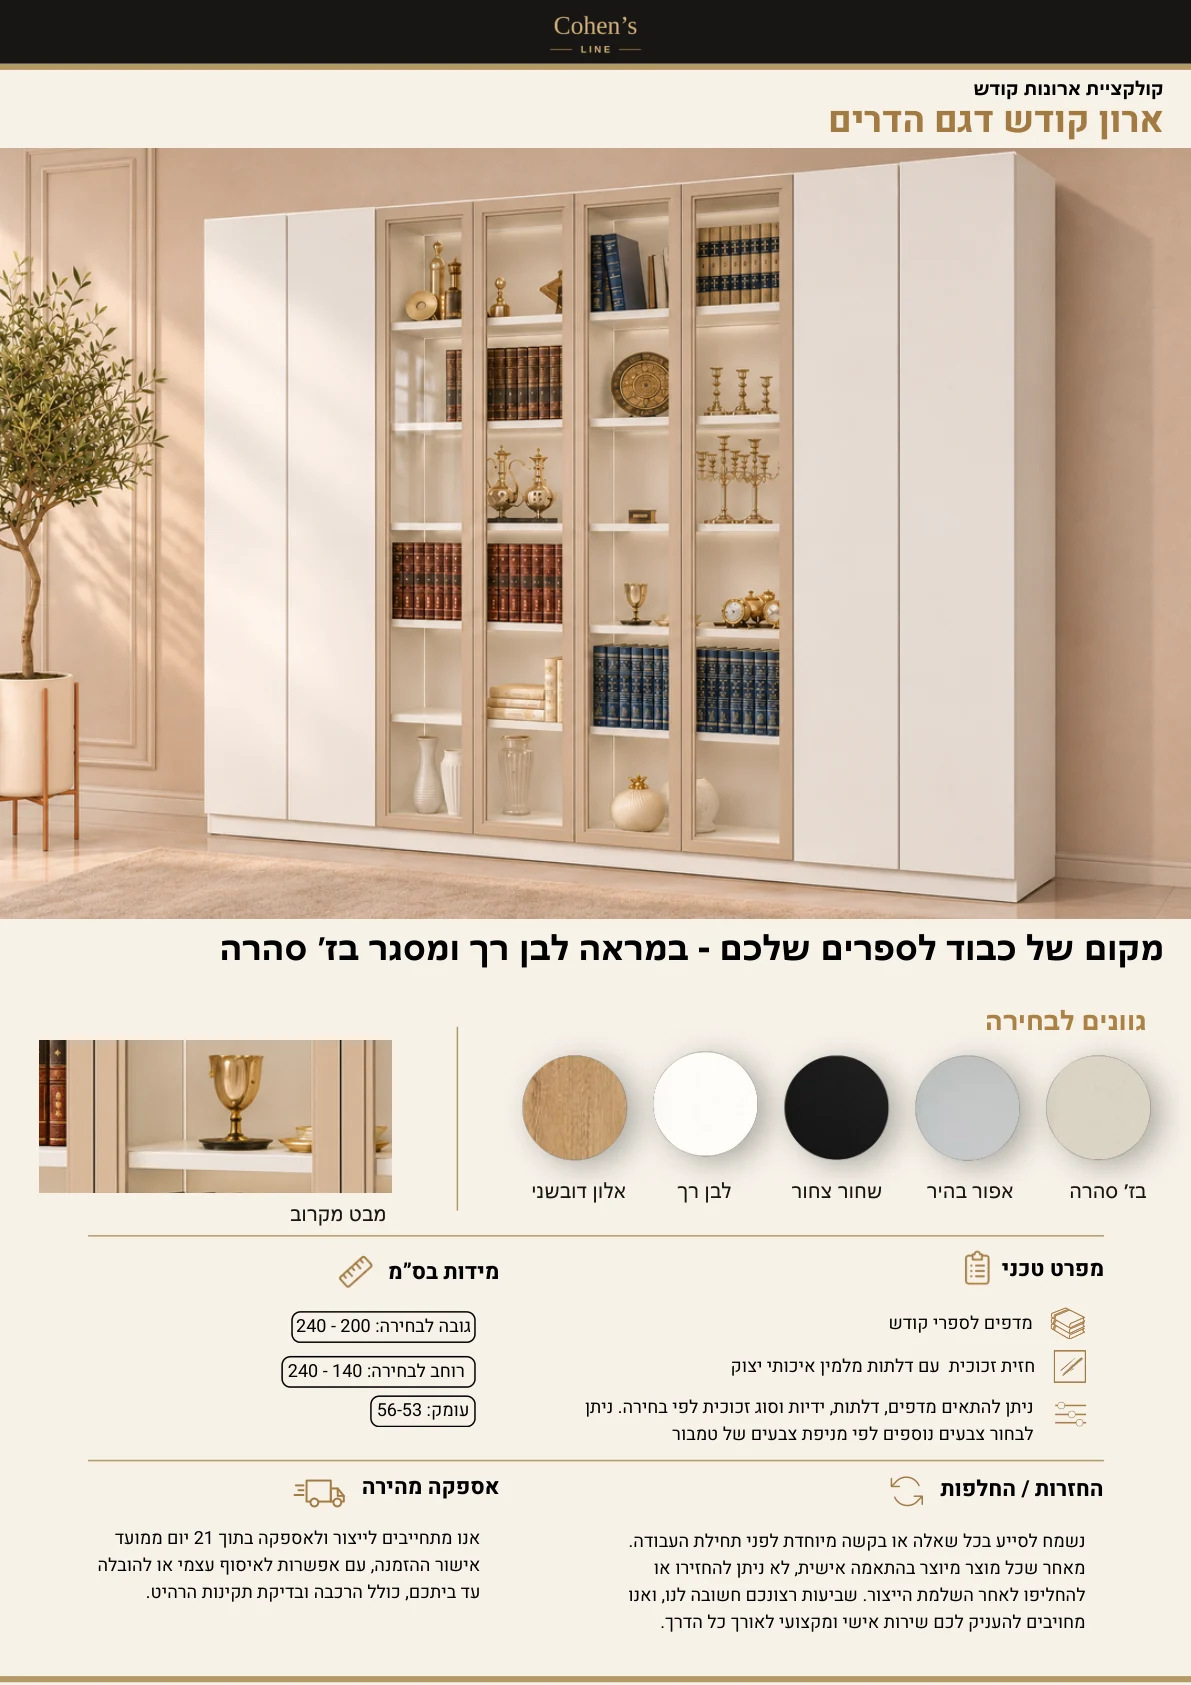 Cohen’s
LINE
קולקציית ארונות קודש
ארון קודש דגם הדרים
מקום של כבוד לספרים שלכם - במראה לבן רך ומסגר בז’ סהרה
גוונים לבחירה
בז’ סהרה
אפור בהיר
שחור צחור
לבן רך
אלון דובשני
מבט מקרוב
מפרט טכני
מדפים לספרי קודש
חזית זכוכית עם דלתות מלמין איכותי יצוק
ניתן להתאים מדפים, דלתות, ידיות וסוג זכוכית לפי בחירה. ניתן
לבחור צבעים נוספים לפי מניפת צבעים של טמבור
מידות בס”מ
גובה לבחירה: 200 - 240
רוחב לבחירה: 140 - 240
עומק: 56-53
החזרות / החלפות
נשמח לסייע בכל שאלה או בקשה מיוחדת לפני תחילת העבודה.
מאחר שכל מוצר מיוצר בהתאמה אישית, לא ניתן להחזירו או
להחליפו לאחר השלמת הייצור. שביעות רצונכם חשובה לנו, ואנו
מחויבים להעניק לכם שירות אישי ומקצועי לאורך כל הדרך.
אספקה מהירה
אנו מתחייבים לייצור ולאספקה בתוך 21 יום ממועד
אישור ההזמנה, עם אפשרות לאיסוף עצמי או להובלה
עד ביתכם, כולל הרכבה ובדיקת תקינות הרהיט.